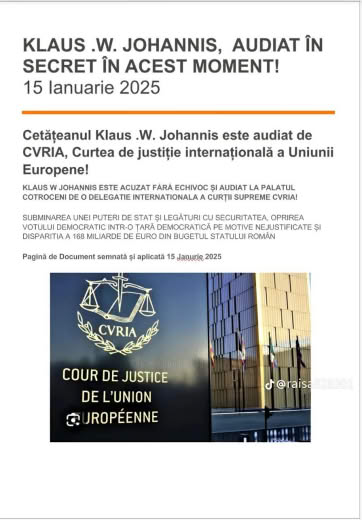 KLAUS .W. JOHANNIS, AUDIAT ÎN
SECRET ÎN ACEST MOMENT!
15 Ianuarie 2025
Cetățeanul Klaus .W. Johannis este audiat de
CVRIA, Curtea de justiție internațională a Uniunii
Europene!
KLAUS W JOHANNIS ESTE ACUZAT FĂRĂ ECHIVOC ȘI AUDIAT LA PALATUL
COTROCENI DE O DELEGATIE INTERNATIONALA A CURȚII SUPREME CVRIA!
SUBMINAREA UNEI PUTERI DE STAT ȘI LEGĂTURI CU SECURITATEA, OPRIREA
VOTULUI DEMOCRATIC INTR-O ȚARĂ DEMOCRATICĂ PE MOTIVE NEJUSTIFICATE ȘI
DISPARITIA A 168 MILIARDE DE EURO DIN BUGETUL STATULUI ROMÂN
Pagină de Document semnată și aplicată 15 Janurie 2025
CVRIA
COUR DE JUSTICE
DE L'UNION
UROPÉENNE